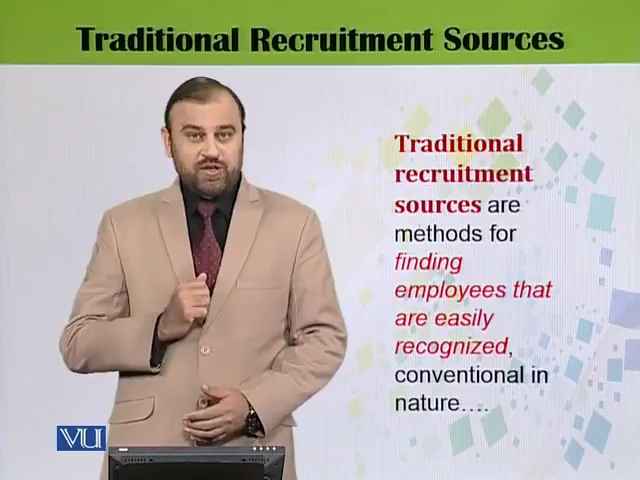 Traditional Recruitment Sources
Traditional
recruitment
sources are
methods for
finding
employees that
are easily
recognized,
conventional in
nature….
VU